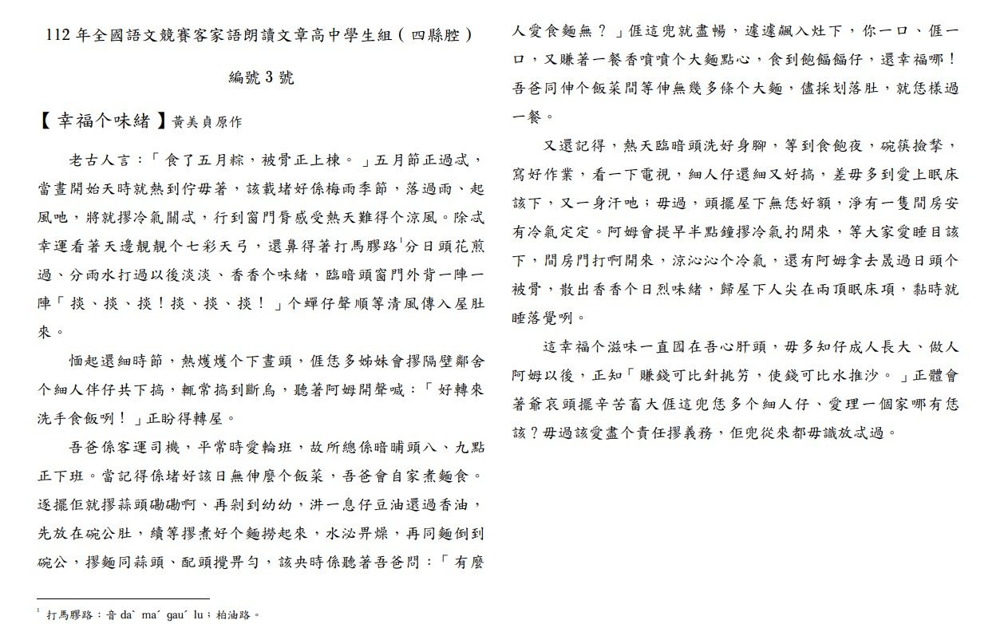 112 年全國語文競賽客家語朗讀文章高中學生組 ( 四縣腔 )
編號 3 號
【 幸福个味緒 】黃美貞原作
老古人言：「 食了五月粽，被骨正上棟。 」五月節正過忒，
當晝開始天時就熱到佇毋著，該載堵好係梅雨季節，落過雨、起
風吔，將就摎冷氣關忒，行到窗門脣感受熱天難得个涼風。除忒
幸運看著天邊靚靚个七彩天弓，還鼻得著打馬膠路¹分日頭花煎
過、分雨水打過以後淡淡、香香个味緒，臨暗頭窗門外背一陣一
陣「 掞、掞、掞！掞、掞、掞！ 」个蟬仔聲順等清風傳入屋肚
來。
愐起還細時節，熱㷟㷟个下晝頭，𠊎恁多姊妹會摎隔壁鄰舍
个細人伴仔共下搞，輒常搞到斷烏，聽著阿姆開聲喊：「 好轉來
洗手食飯咧！ 」正盼得轉屋。
吾爸係客運司機，平常時愛輪班，故所總係暗晡頭八、九點
正下班。當記得係堵好該日無伸麼个飯菜，吾爸會自家煮麵食。
逐擺佢就摎蒜頭磡磡啊、再剁到幼幼，汫一息仔豆油還過香油，
先放在碗公肚，續等摎煮好个麵撈起來，水泌畀燥，再同麵倒到
碗公，摎麵同蒜頭、配頭攪畀勻，該央時係聽著吾爸問：「 有麼
人愛食麵無？ 」𠊎這兜就盡暢，遽遽飆入灶下，你一口、𠊎一
口，又賺著一餐香噴噴个大麵點心，食到飽䭃䭃仔，還幸福哪！
吾爸同伸个飯菜間等伸無幾多條个大麵，儘採划落肚，就恁樣過
一餐。
又還記得，熱天臨暗頭洗好身腳，等到食飽夜，碗筷撿拏，
寫好作業，看一下電視，細人仔還細又好搞，差毋多到愛上眠床
該下，又一身汗吔；毋過，頭擺屋下無恁好額，淨有一隻間房安
有冷氣定定。阿姆會提早半點鐘摎冷氣扚開來，等大家愛睡目該
下，間房門打啊開來，涼沁沁个冷氣，還有阿姆拿去晟過日頭个
被骨，散出香香个日烈味緒，歸屋下人尖在兩頂眠床項，黏時就
睡落覺咧。
這幸福个滋味一直囥在吾心肝頭，毋多知仔成人長大、做人
阿姆以後，正知「 賺錢可比針挑竻，使錢可比水推沙。 」正體會
著爺哀頭擺辛苦畜大𠊎這兜恁多个細人仔、愛理一個家哪有恁
該？毋過該愛盡个責任摎義務，佢兜從來都毋識放忒過。
¹ 打馬膠路：音 daˋ maˊ gauˊ lu；柏油路。